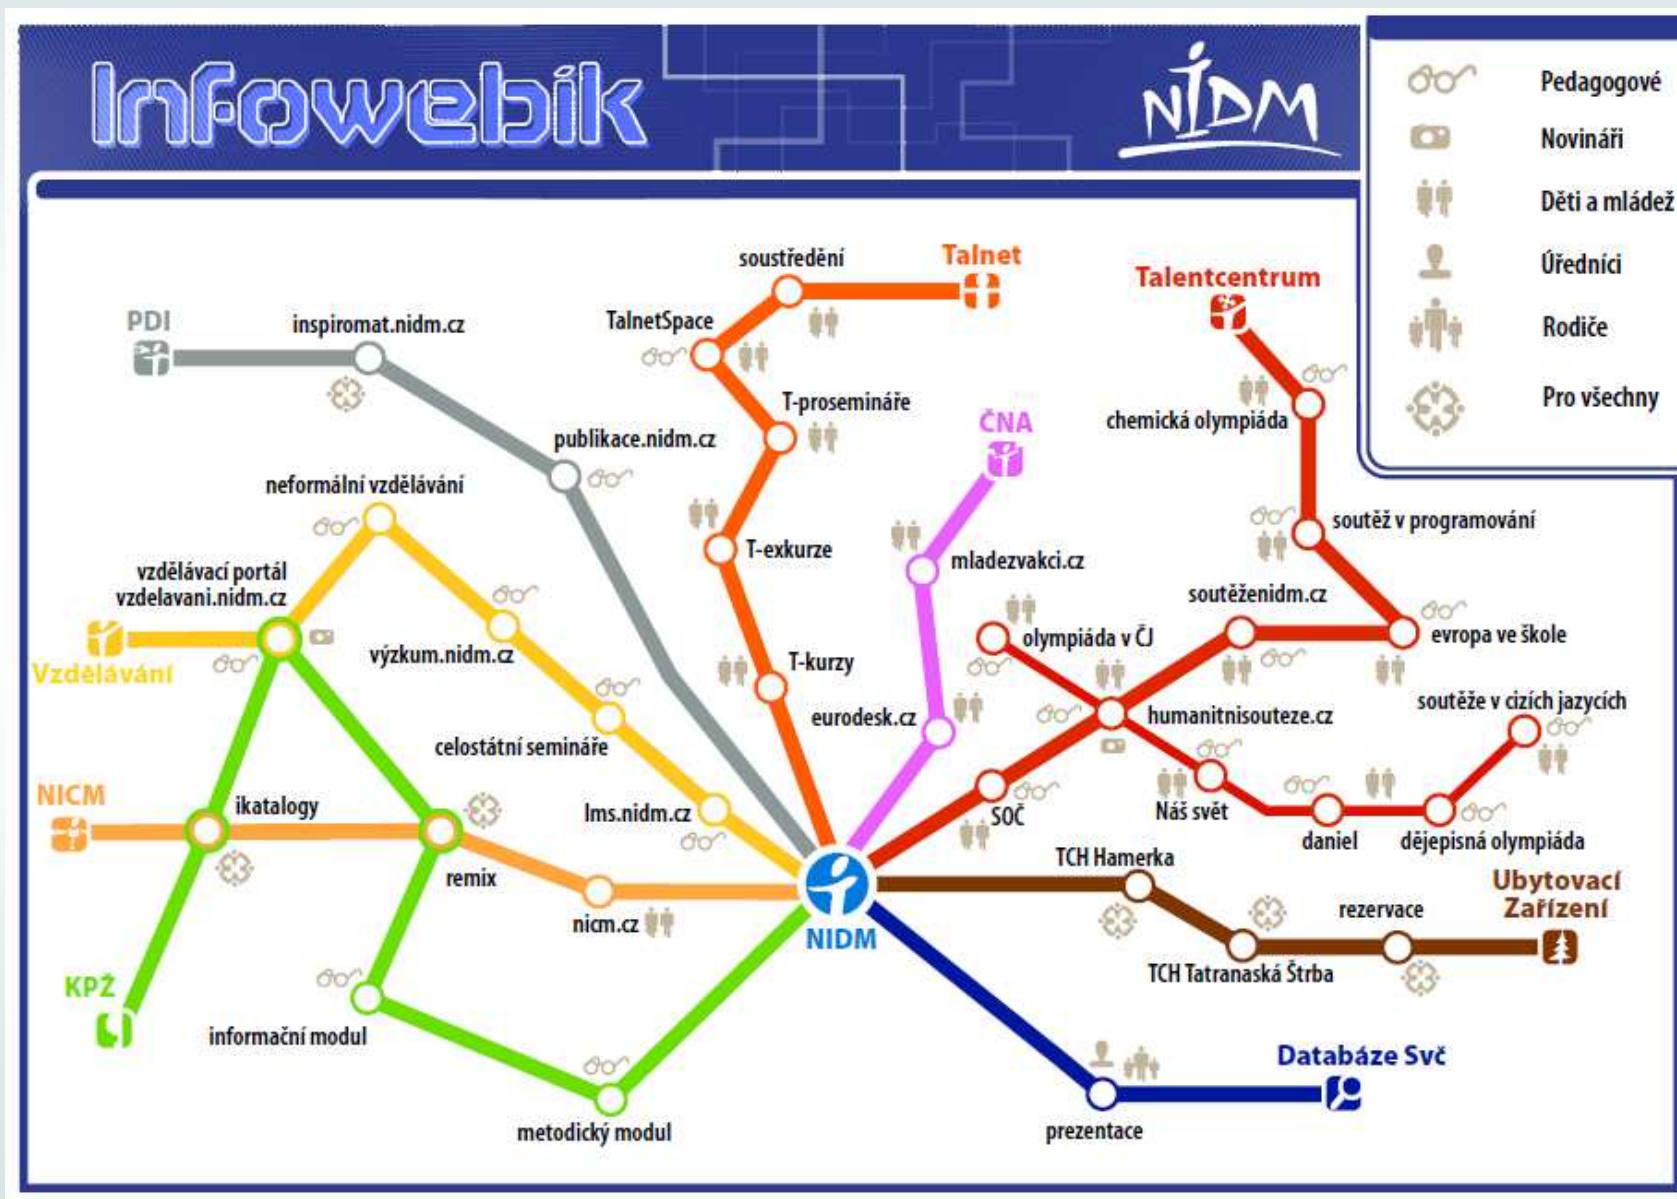 Infowebik
NIDM
Pedagogové
Novináři
Děti a mládež
Úředníci
Rodiče
Pro všechny
soustředění
Talnet
Talentcentrum
PDI
inspiromat.nidm.cz
TalnetSpace
T-prosemináře
ČNA
chemická olympiáda
publikace.nidm.cz
neformální vzdělávání
soutěž v programování
T-exkurze
mladezvakci.cz
vzdělávací portál
vzdelavani.nidm.cz
soutěženidm.cz
evropa ve škole
olympiáda v ČJ
výzkum.nidm.cz
Vzdělávání
T-kurzy
soutěže v cizích jazycích
eurodesk.cz
humanitnisouteze.cz
celostátní semináře
NICM
ikatalogy
lms.nidm.cz
SOČ
Náš svět
daniel
dějepisná olympiáda
TCH Hamerka
remix
Ubytovací
Zařízení
nicm.cz
NIDM
rezervace
TCH Tatranaská Štrba
KPŽ
informační modul
Databáze Svč
metodický modul
prezentace